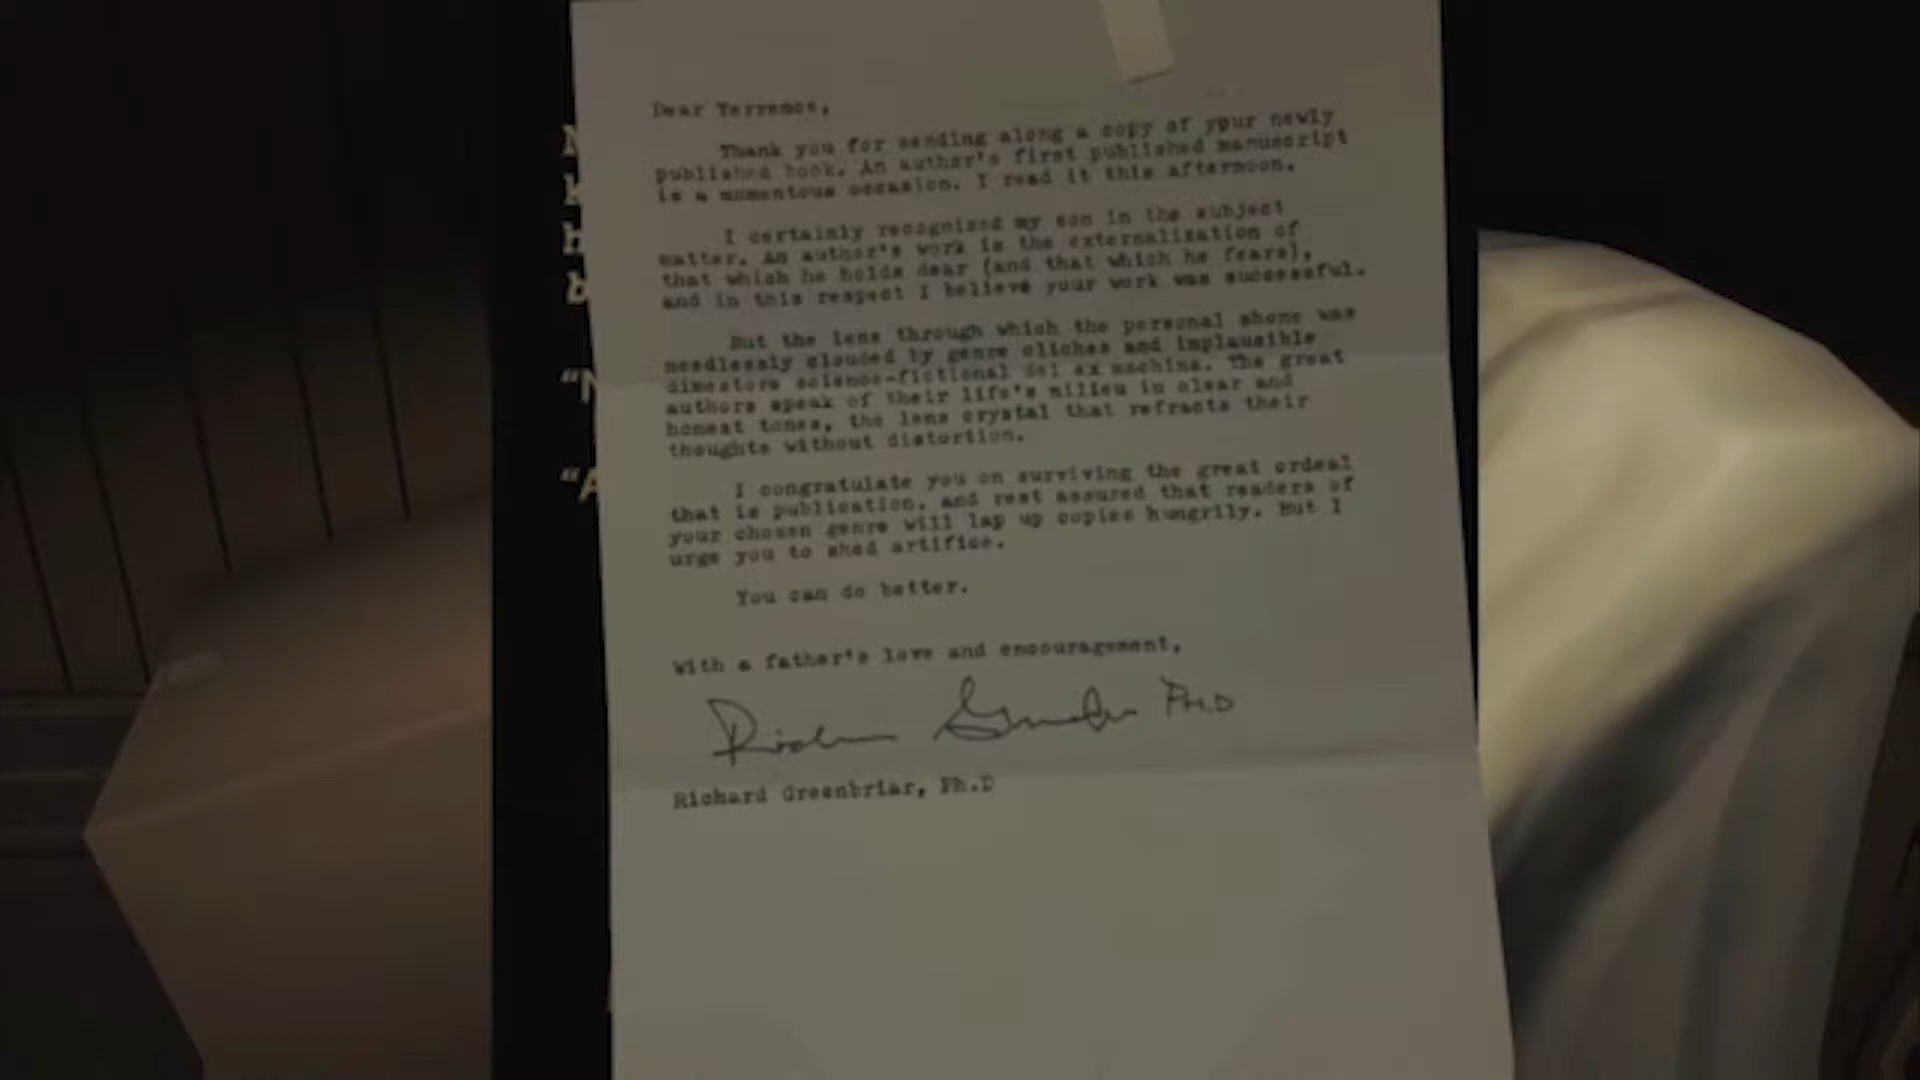 Dear Terrence,
Thank you for sending along a copy of your newly
published book. An author's first published manuscript
is a momentous occasion. I read it this afternoon.
I certainly recognized my son in the subject
matter. An author's work is the externalization of
that which he holds dear (and that which he fears),
and in this respect I believe your work was successful.
But the lens through which the personal shone was
needlessly clouded by genre cliches and implausible
dimestore science-fictional dei ex machina. The great
authors speak of their life's milieu in clear and
honest tones, the lens crystal that refracts their
thoughts without distortion.
I congratulate you on surviving the great ordeal
that is publication, and rest assured that readers of
your chosen genre will lap up copies hungrily. But I
urge you to shed artifice.
You can do better.
With a father's love and encouragement,
Richard Greenbriar PH.D
Richard Greenbriar, Ph.D